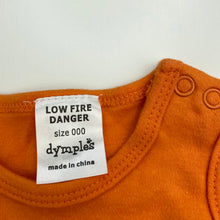 LOW FIRE
DANGER
size 000
dymples
made in china